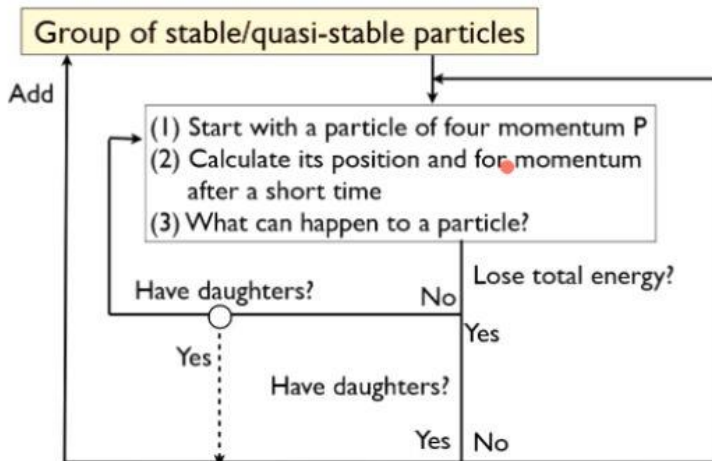 Group of stable/quasi-stable particles
Add
(1) Start with a particle of four momentum P
(2) Calculate its position and for momentum
after a short time
(3) What can happen to a particle?
Lose total energy?
Have daughters?
No
Yes
Yes
Have daughters?
Yes
No